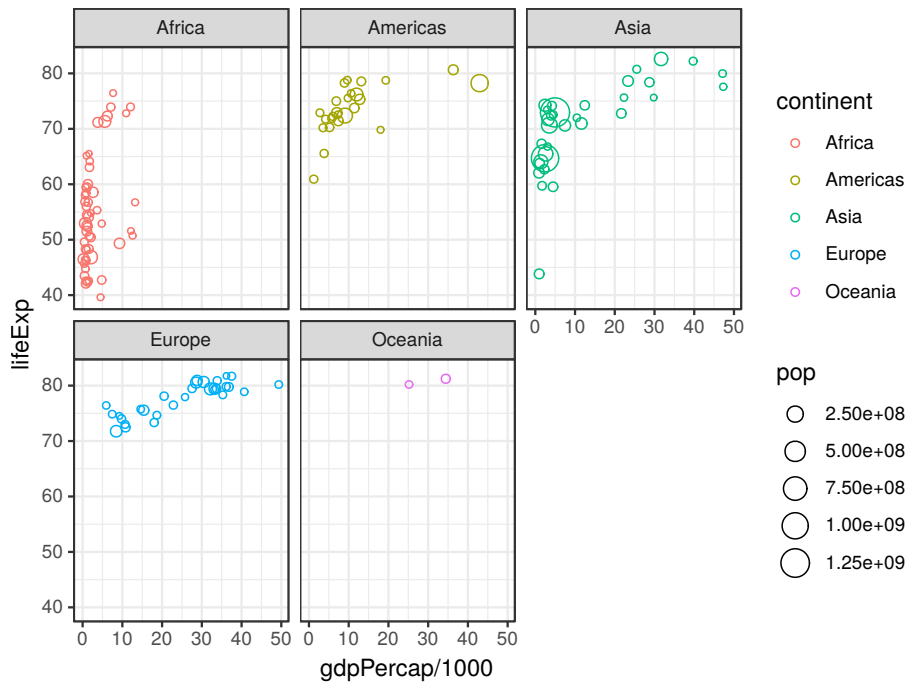 Africa
Americas
Asia
80
70
60
50
40
0 10 20 30 40 50
Europe
Oceania
80
70
60
50
40
0 10 20 30 40 50
0 10 20 30 40 50
lifeExp
gdpPercap/1000
continent
Africa
Americas
Asia
Europe
Oceania
pop
2.50e+08
5.00e+08
7.50e+08
1.00e+09
1.25e+09